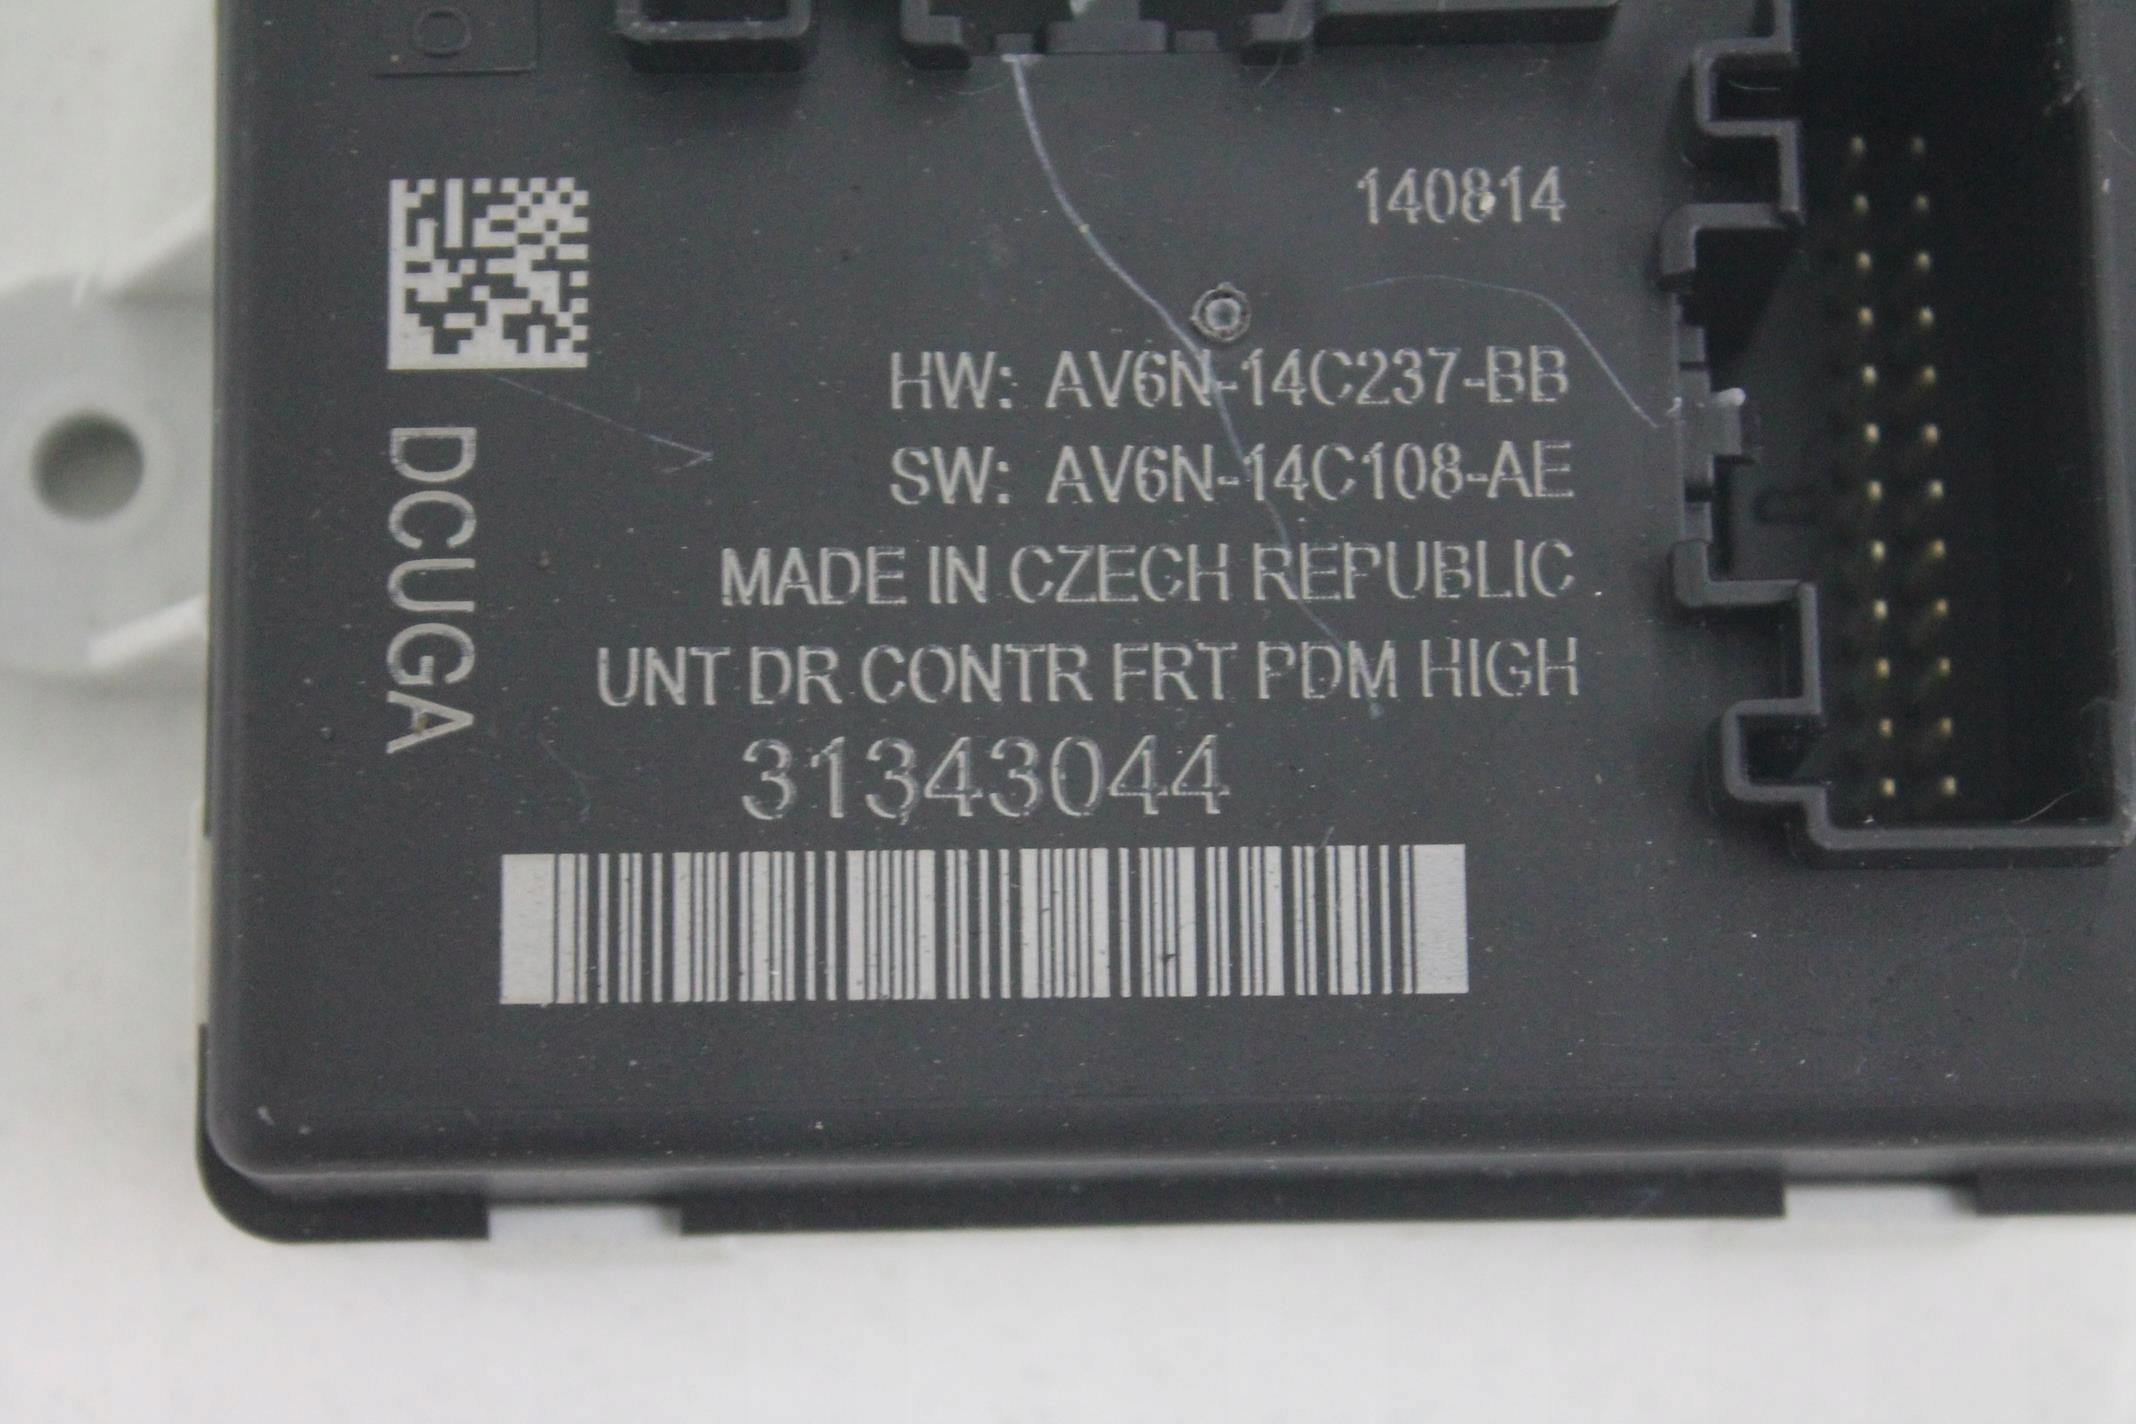 140814
HW: AV6N-14C237-BB
SW: AV6N-14C108-AE
MADE IN CZECH REPUBLIC
UNT DR CONTR FRT PDM HIGH
31343044
DCUGA